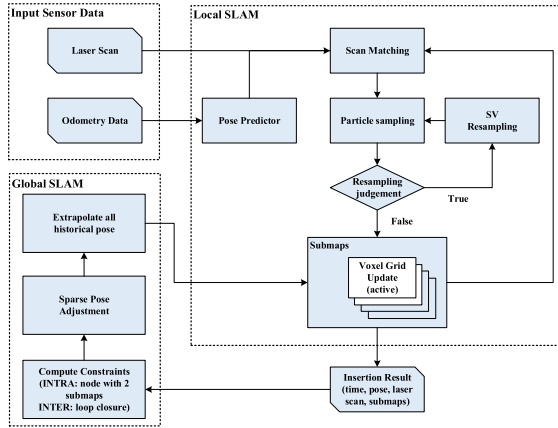 Input Sensor Data
Laser Scan
Odometry Data
Local SLAM
Scan Matching
Pose Predictor
Particle sampling
SV
Resampling
Resampling
judgement
True
False
Submaps
Voxel Grid
Update
(active)
Insertion Result
(time, pose, laser
scan, submaps)
Global SLAM
Extrapolate all
historical pose
Sparse Pose
Adjustment
Compute Constraints
(INTRA: node with 2
submaps
INTER: loop closure)